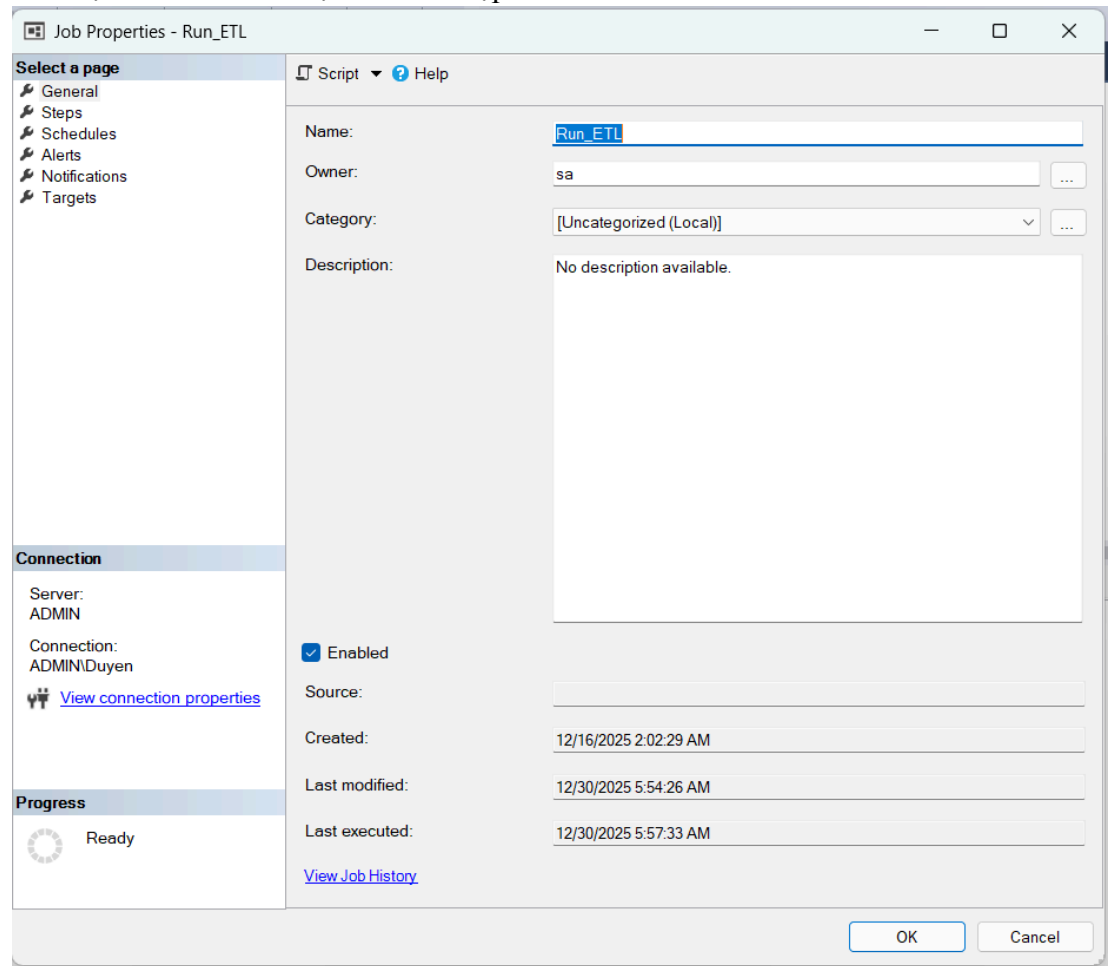 Job Properties - Run_ETL
Select a page
General
Steps
Schedules
Alerts
Notifications
Targets
Script
Help
Name:
Run_ETL
Owner:
sa
...
Category:
[Uncategorized (Local)]
...
Description:
No description available.
Connection
Server:
ADMIN
Connection:
ADMIN\Duyen
View connection properties
Progress
Ready
Enabled
Source:
Created:
12/16/2025 2:02:29 AM
Last modified:
12/30/2025 5:54:26 AM
Last executed:
12/30/2025 5:57:33 AM
View Job History
OK
Cancel